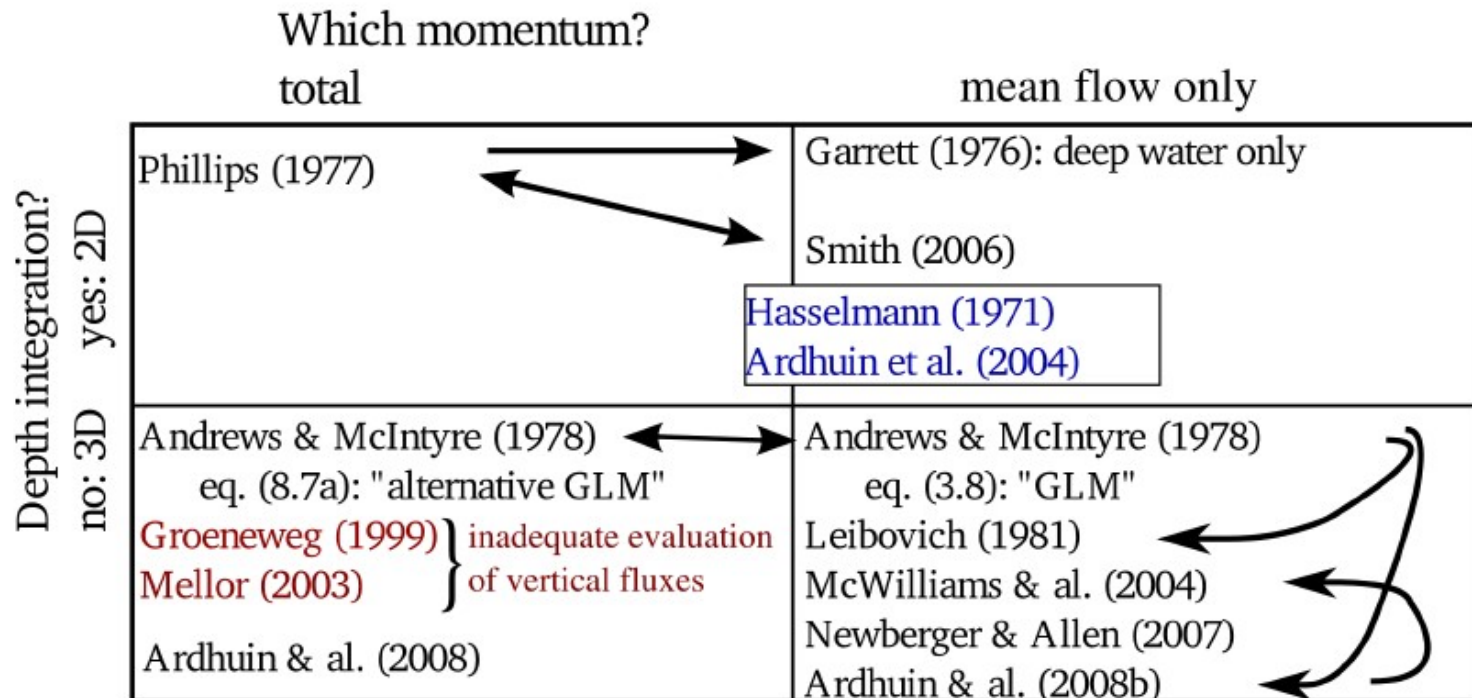 Which momentum?
total
mean flow only
Depth integration?
yes: 2D
no: 3D
Phillips (1977)
Garrett (1976): deep water only
Smith (2006)
Hasselmann (1971)
Ardhuin et al. (2004)
Andrews & McIntyre (1978)
eq. (8.7a): "alternative GLM"
Groeneweg (1999)
Mellor (2003)
} inadequate evaluation
of vertical fluxes
Ardhuin & al. (2008)
Andrews & McIntyre (1978)
eq. (3.8): "GLM"
Leibovich (1981)
McWilliams & al. (2004)
Newberger & Allen (2007)
Ardhuin & al. (2008b)